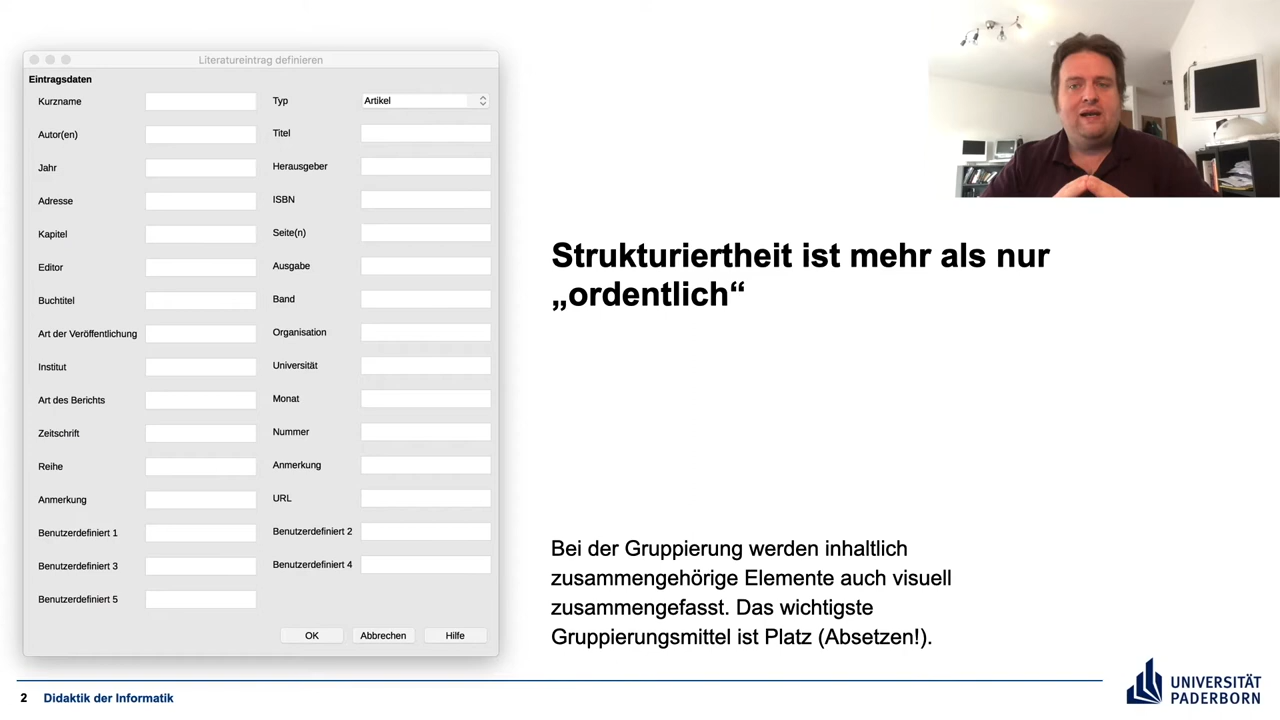 Literatureintrag definieren
Eintragsdaten
Kurzname
Typ
Artikel
Autor(en)
Titel
Jahr
Herausgeber
Adresse
ISBN
Kapitel
Seite(n)
Editor
Ausgabe
Buchtitel
Band
Art der Veröffentlichung
Organisation
Institut
Universität
Art des Berichts
Monat
Zeitschrift
Nummer
Reihe
Anmerkung
Anmerkung
URL
Benutzerdefiniert 1
Benutzerdefiniert 2
Benutzerdefiniert 3
Benutzerdefiniert 4
Benutzerdefiniert 5
OK
Abbrechen
Hilfe
Strukturiertheit ist mehr als nur
„ordentlich“
Bei der Gruppierung werden inhaltlich
zusammengehörige Elemente auch visuell
zusammengefasst. Das wichtigste
Gruppierungsmittel ist Platz (Absetzen!).
2 Didaktik der Informatik
UNIVERSITÄT
PADERBORN